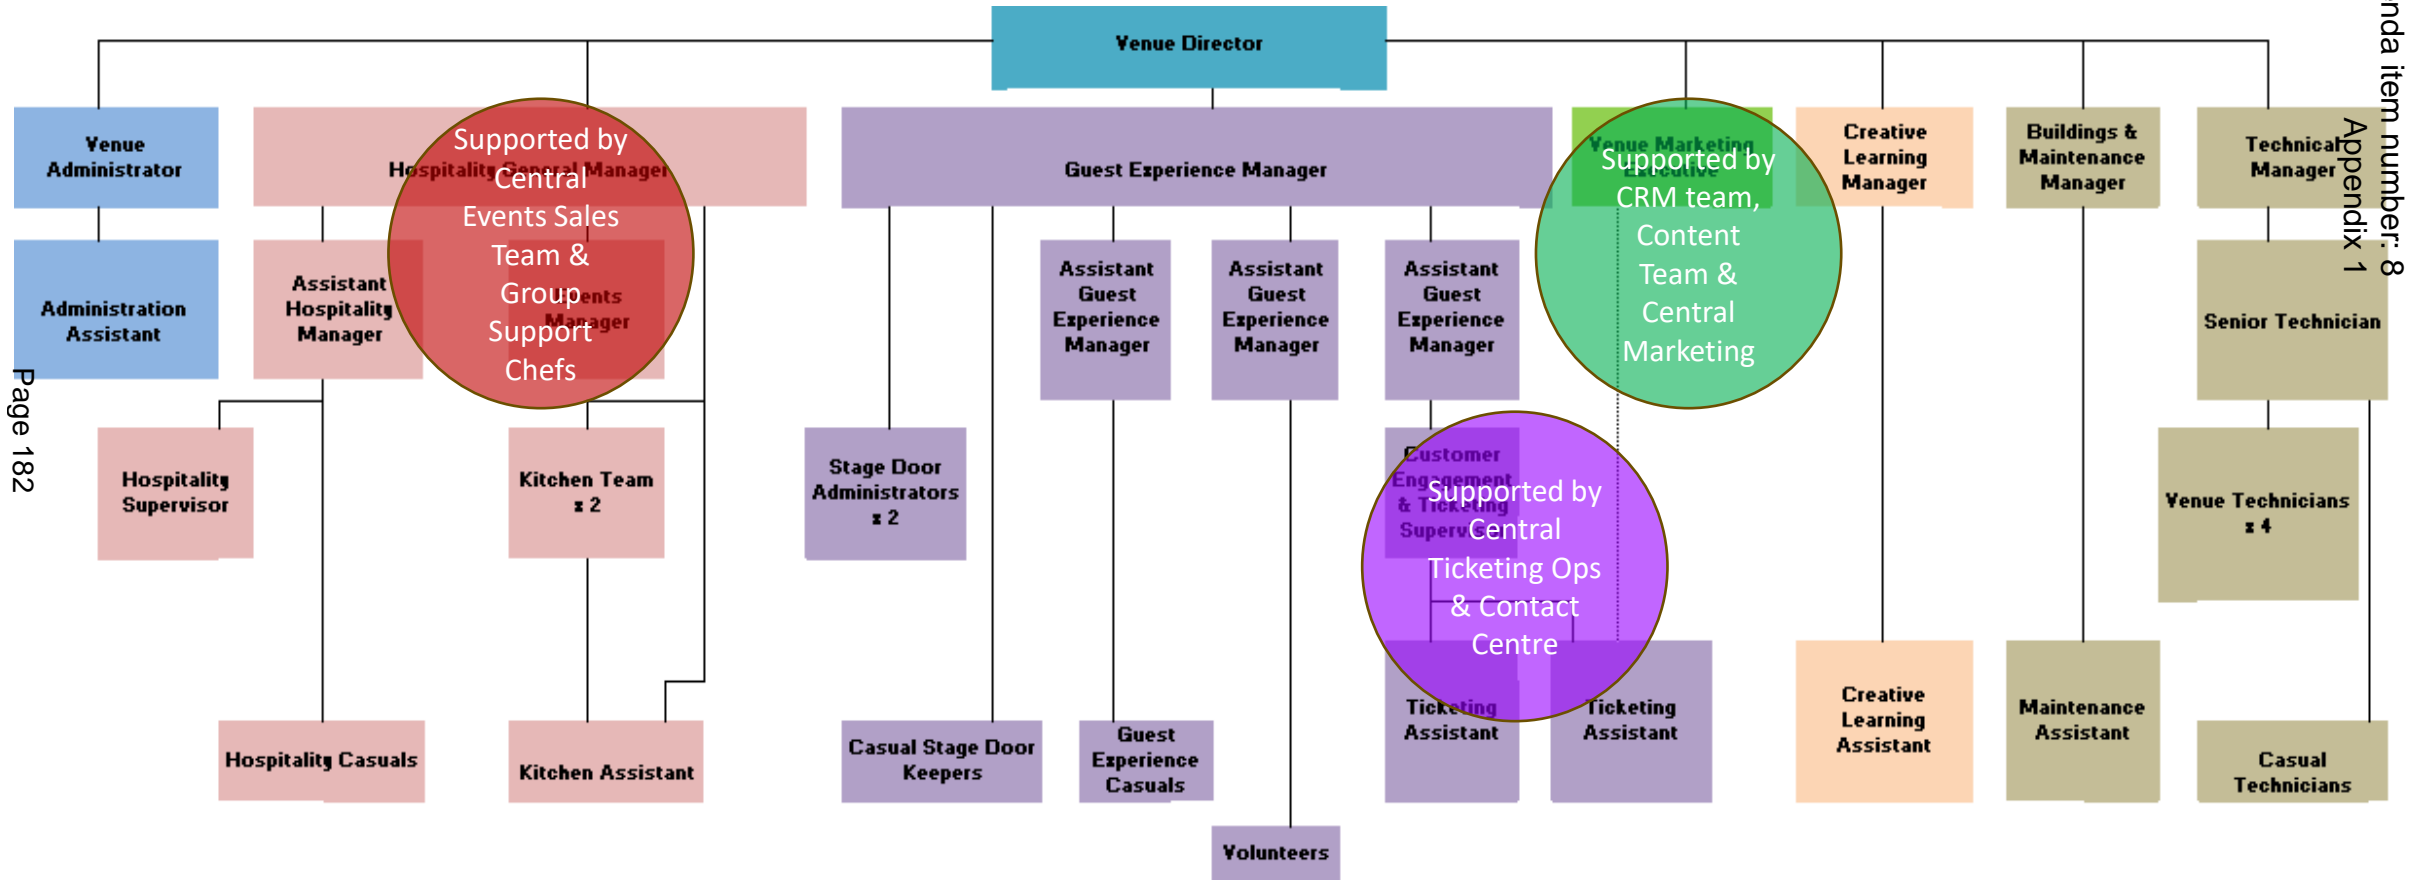 Venue Director
Venue
Administrator
Hospitality General Manager
Guest Experience Manager
Venue Marketing
Executive
Creative
Learning
Manager
Buildings &
Maintenance
Manager
Technical
Manager
Supported by
Central
Events Sales
Team &
Group
Support
Chefs
Supported by
CRM team,
Content
Team &
Central
Marketing
Administration
Assistant
Assistant
Hospitality
Manager
Events
Manager
Assistant
Guest
Experience
Manager
Assistant
Guest
Experience
Manager
Assistant
Guest
Experience
Manager
Senior Technician
Hospitality
Supervisor
Kitchen Team
x 2
Stage Door
Administrators
x 2
Customer
Engagement
& Ticketing
Supervisor
Supported by
Central
Ticketing Ops
& Contact
Centre
Venue Technicians
x 4
Hospitality Casuals
Kitchen Assistant
Casual Stage Door
Keepers
Guest
Experience
Casuals
Ticketing
Assistant
Ticketing
Assistant
Creative
Learning
Assistant
Maintenance
Assistant
Casual
Technicians
Volunteers
Page 182
nda item number: 8
Appendix 1